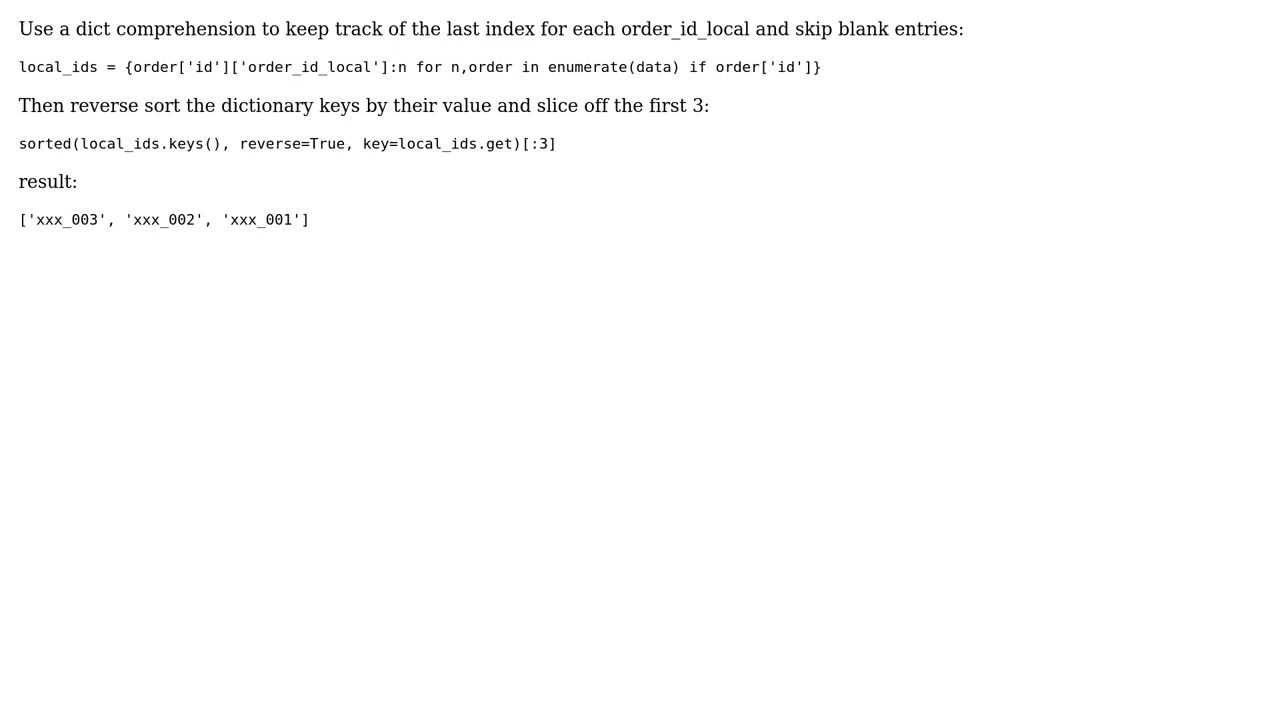 Use a dict comprehension to keep track of the last index for each order_id_local and skip blank entries:
local_ids = {order['id']['order_id_local']:n for n,order in enumerate(data) if order['id']}
Then reverse sort the dictionary keys by their value and slice off the first 3:
sorted(local_ids.keys(), reverse=True, key=local_ids.get)[:3]
result:
['xxx_003', 'xxx_002', 'xxx_001']